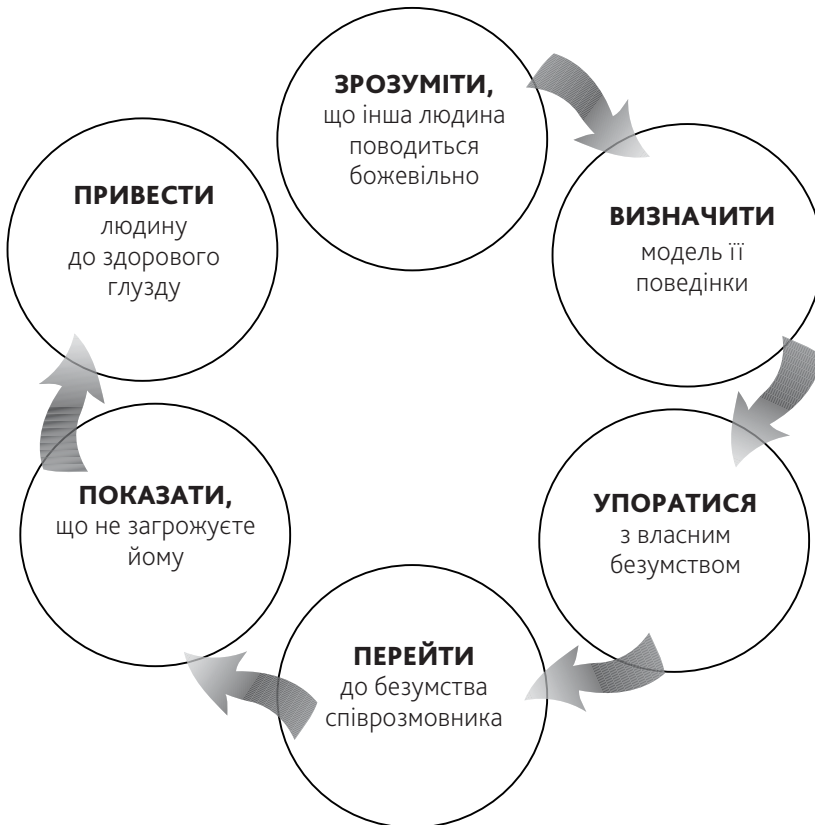 ЗРОЗУМІТИ,
що інша людина
поводиться
божевільно
ВИЗНАЧИТИ
модель її
поведінки
УПОРАТИСЯ
з власним
безумством
ПЕРЕЙТИ
до безумства
співрозмовника
ПОКАЗАТИ,
що не загрожуєте
йому
ПРИВЕСТИ
людину
до здорового
глузду